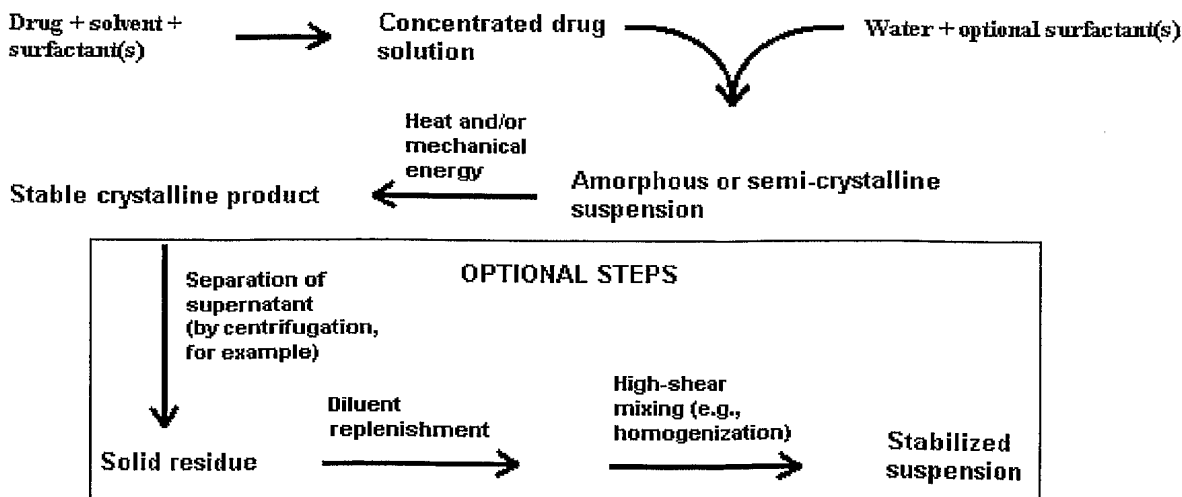 Drug + solvent +
surfactant(s)
Concentrated drug
solution
Water + optional surfactant(s)
Heat and/or
mechanical
energy
Stable crystalline product
Amorphous or semi-crystalline
suspension
OPTIONAL STEPS
Separation of
supernatant
(by centrifugation,
for example)
Solid residue
Diluent
replenishment
High-shear
mixing (e.g.,
homogenization)
Stabilized
suspension